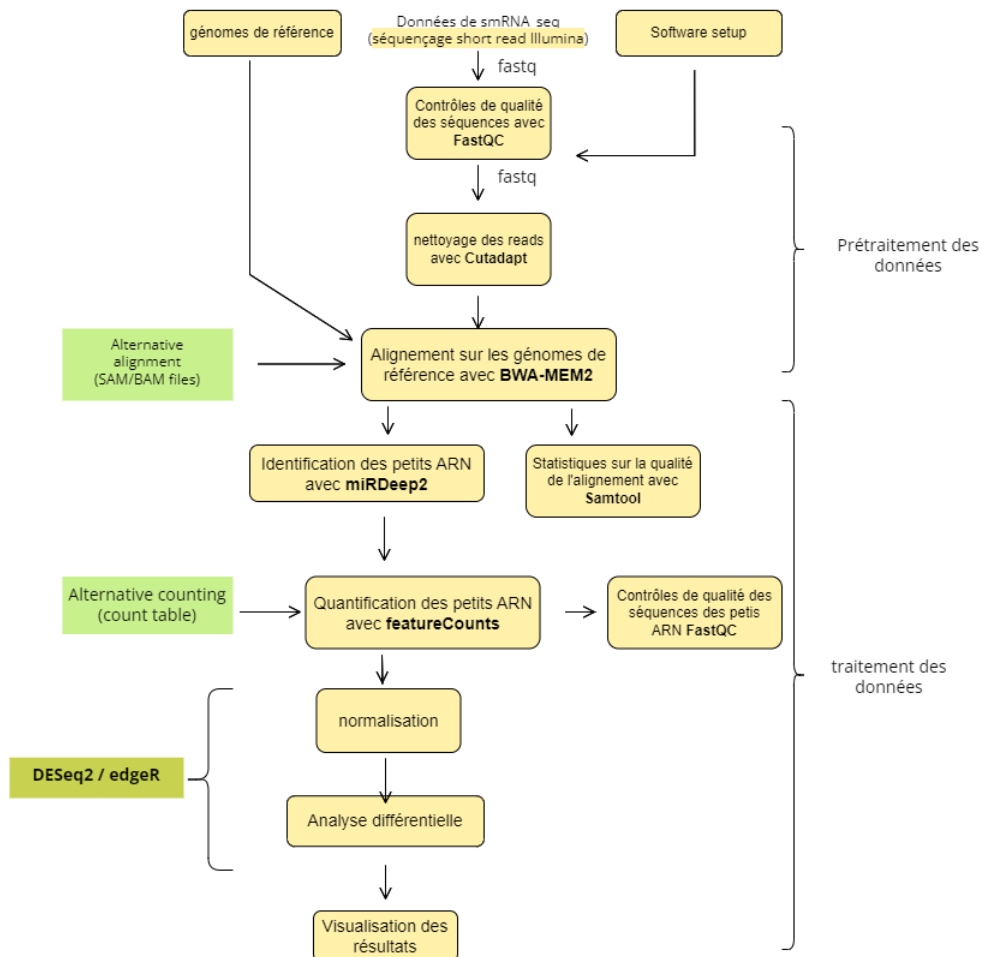 génomes de référence
Données de smRNA seq
(séquençage short read Illumina)
Software setup
fastq
Contrôles de qualité
des séquences avec
FastQC
fastq
nettoyage des reads
avec Cutadapt
Prétraitement des
données
Alternative
alignment
(SAM/BAM files)
Alignement sur les génomes de
référence avec BWA-MEM2
Identification des petits ARN
avec miRDeep2
Statistiques sur la qualité
de l'alignement avec
Samtool
Alternative counting
(count table)
Quantification des petits ARN
avec featureCounts
Contrôles de qualité des
séquences des petis
ARN FastQC
traitement des
données
normalisation
DESeq2 / edgeR
Analyse différentielle
Visualisation des
résultats